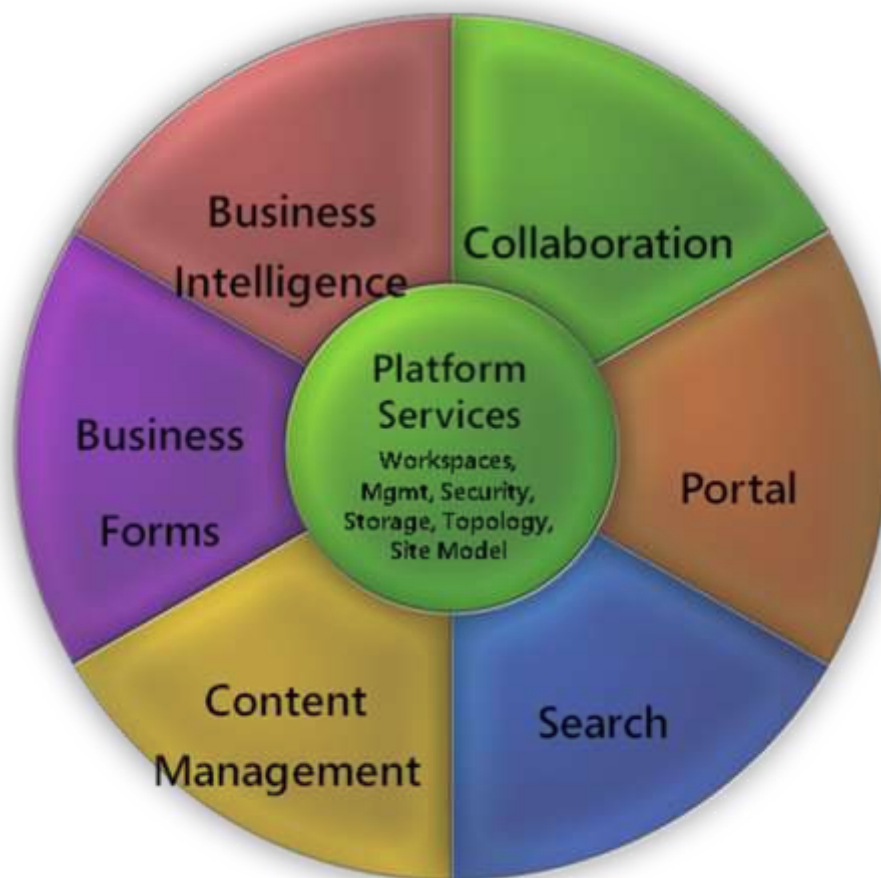 Business
Intelligence
Collaboration
Platform
Services
Workspaces,
Mgmt, Security,
Storage, Topology,
Site Model
Business
Forms
Portal
Content
Management
Search